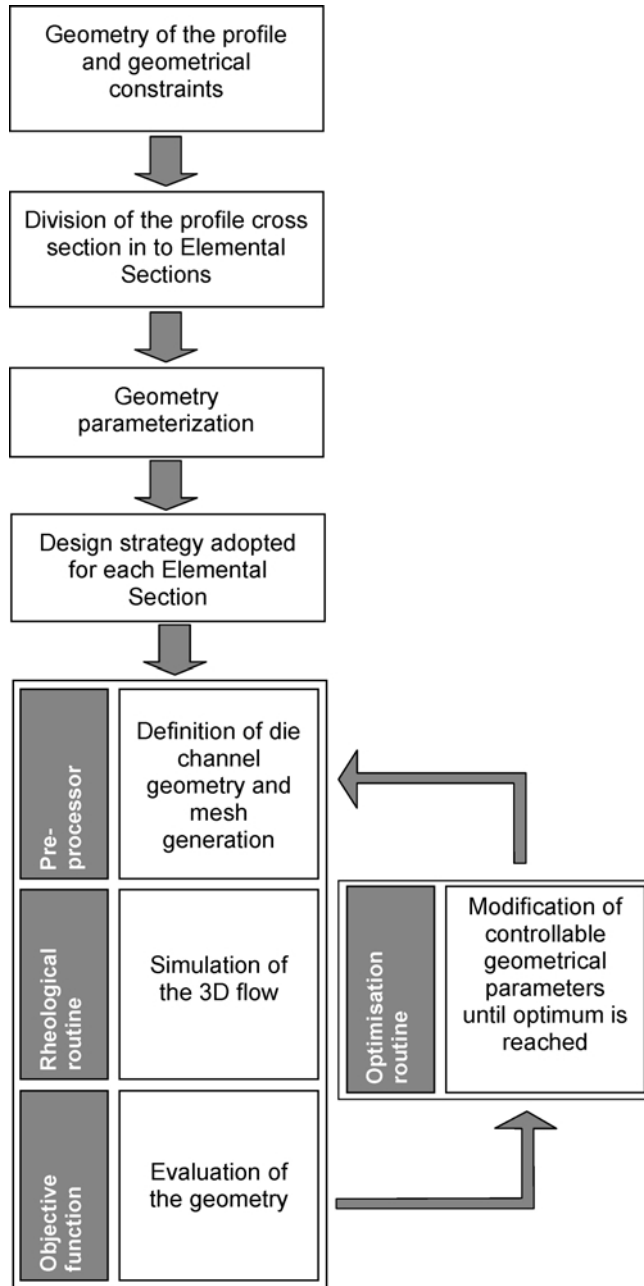 Geometry of the profile
and geometrical
constraints
Division of the profile cross
section in to Elemental
Sections
Geometry
parameterization
Design strategy adopted
for each Elemental
Section
Pre-
processor
Definition of die
channel
geometry and
mesh
generation
Rheological
routine
Simulation of
the 3D flow
Objective
function
Evaluation of
the geometry
Optimisation
routine
Modification of
controllable
geometrical
parameters
until optimum is
reached